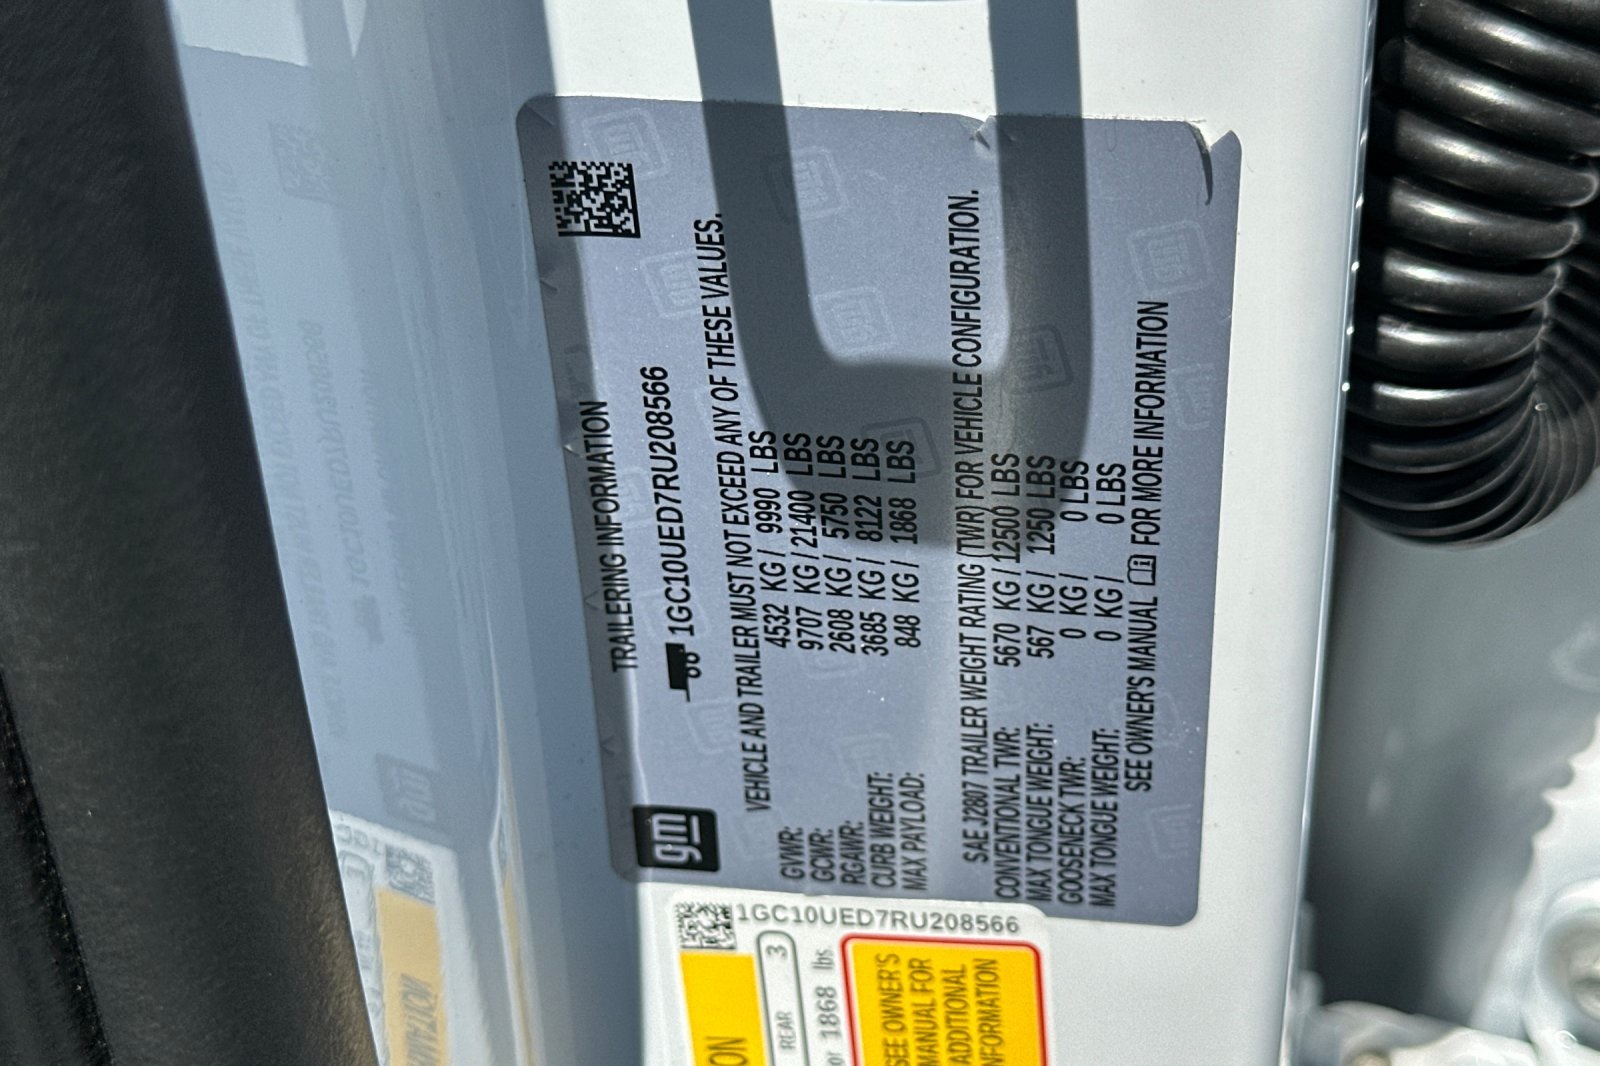 TRAILERING INFORMATION
gm
1GC10UED7RU208566
VEHICLE AND TRAILER MUST NOT EXCEED ANY OF THESE VALUES.
GVWR: 4532 KG / 9990 LBS
GCWR: 9707 KG / 21400 LBS
RGAWR: 2608 KG / 5750 LBS
CURB WEIGHT: 3685 KG / 8122 LBS
MAX PAYLOAD: 848 KG / 1868 LBS
SAE J2807 TRAILER WEIGHT RATING (TWR) FOR VEHICLE CONFIGURATION.
CONVENTIONAL TWR: 5670 KG / 12500 LBS
MAX TONGUE WEIGHT: 567 KG / 1250 LBS
GOOSENECK TWR: 0 KG / 0 LBS
MAX TONGUE WEIGHT: 0 KG / 0 LBS
SEE OWNER'S MANUAL FOR MORE INFORMATION
1GC10UED7RU208566
REAR 3
or 1868 lbs
SEE OWNER'S
MANUAL FOR
ADDITIONAL
INFORMATION